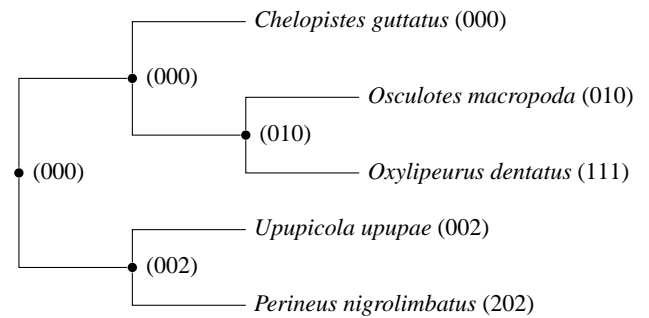 Chelopistes guttatus (000)
(000)
Osculotes macropoda (010)
(010)
(000)
Oxylipeurus dentatus (111)
Upupicola upupae (002)
(002)
Perineus nigrolimbatus (202)